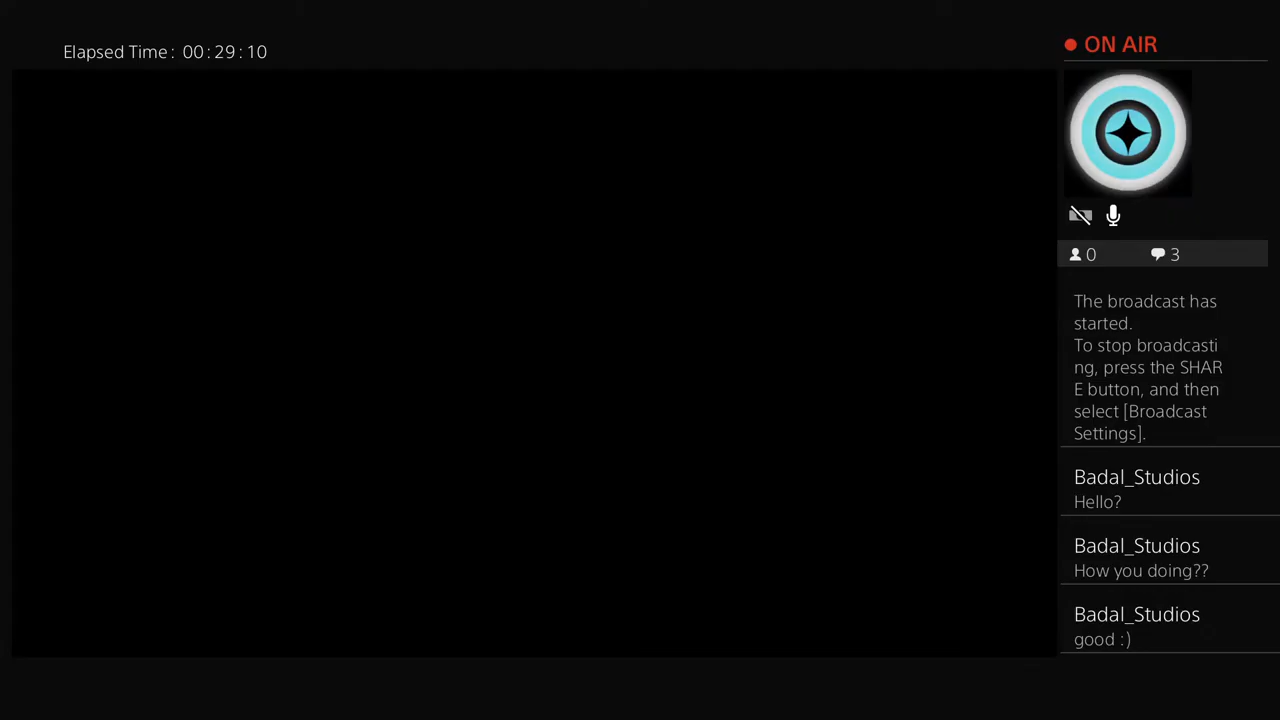 Elapsed Time: 00:29:10
ON AIR
0 3
The broadcast has
started.
To stop broadcasti
ng, press the SHAR
E button, and then
select [Broadcast
Settings].
Badal_Studios
Hello?
Badal_Studios
How you doing??
Badal_Studios
good :)